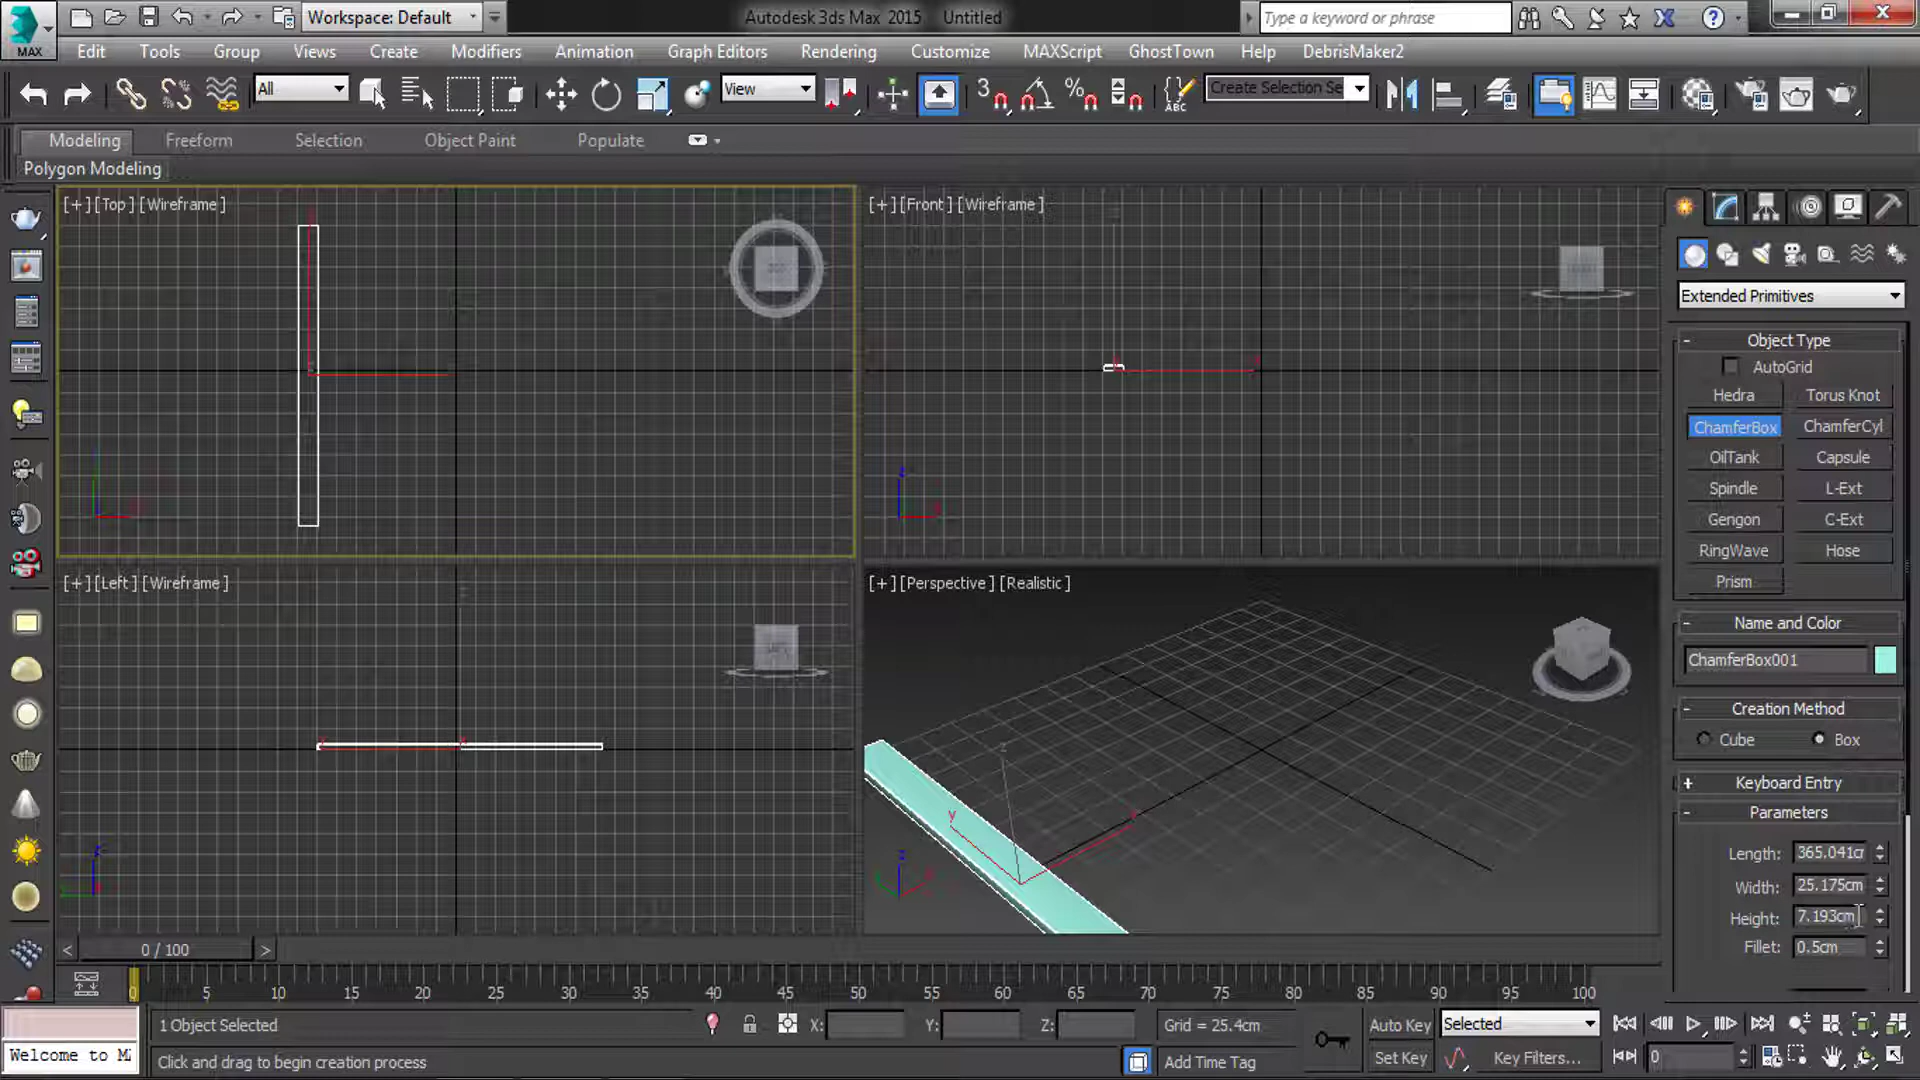 Workspace: Default
Autodesk 3ds Max 2015 Untitled
Type a keyword or phrase
MAX
Edit Tools Group Views Create Modifiers Animation Graph Editors Rendering Customize MAXScript GhostTown Help DebrisMaker2
All
View
3
%
ABC
Create Selection Se
Modeling Freeform Selection Object Paint Populate
Polygon Modeling
[+][Top][Wireframe]
[+][Front][Wireframe]
[+][Left][Wireframe]
[+][Perspective][Realistic]
Extended Primitives
- Object Type
AutoGrid
Hedra Torus Knot
ChamferBox ChamferCyl
OilTank Capsule
Spindle L-Ext
Gengon C-Ext
RingWave Hose
Prism
- Name and Color
ChamferBox001
- Creation Method
Cube Box
+ Keyboard Entry
- Parameters
Length: 365.041cr
Width: 25.175cm
Height: 7.193cm
Fillet: 0.5cm
< 0 / 100 >
0 5 10 15 20 25 30 35 40 45 50 55 60 65 70 75 80 85 90 95 100
1 Object Selected
X: Y: Z:
Grid = 25.4cm
Auto Key
Selected
Welcome to M
Click and drag to begin creation process
Add Time Tag
Set Key
Key Filters...
0